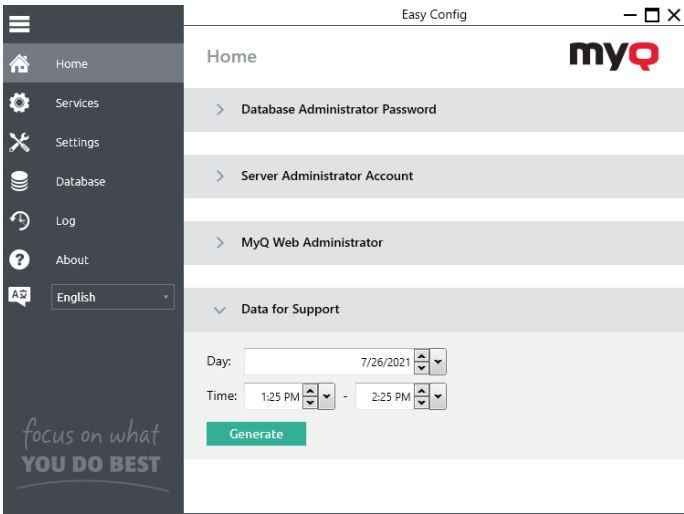 Easy Config
Home
Services
Settings
Database
Log
About
English
focus on what
YOU DO BEST
Home
myQ
Database Administrator Password
Server Administrator Account
MyQ Web Administrator
Data for Support
Day: 7/26/2021
Time: 1:25 PM - 2:25 PM
Generate